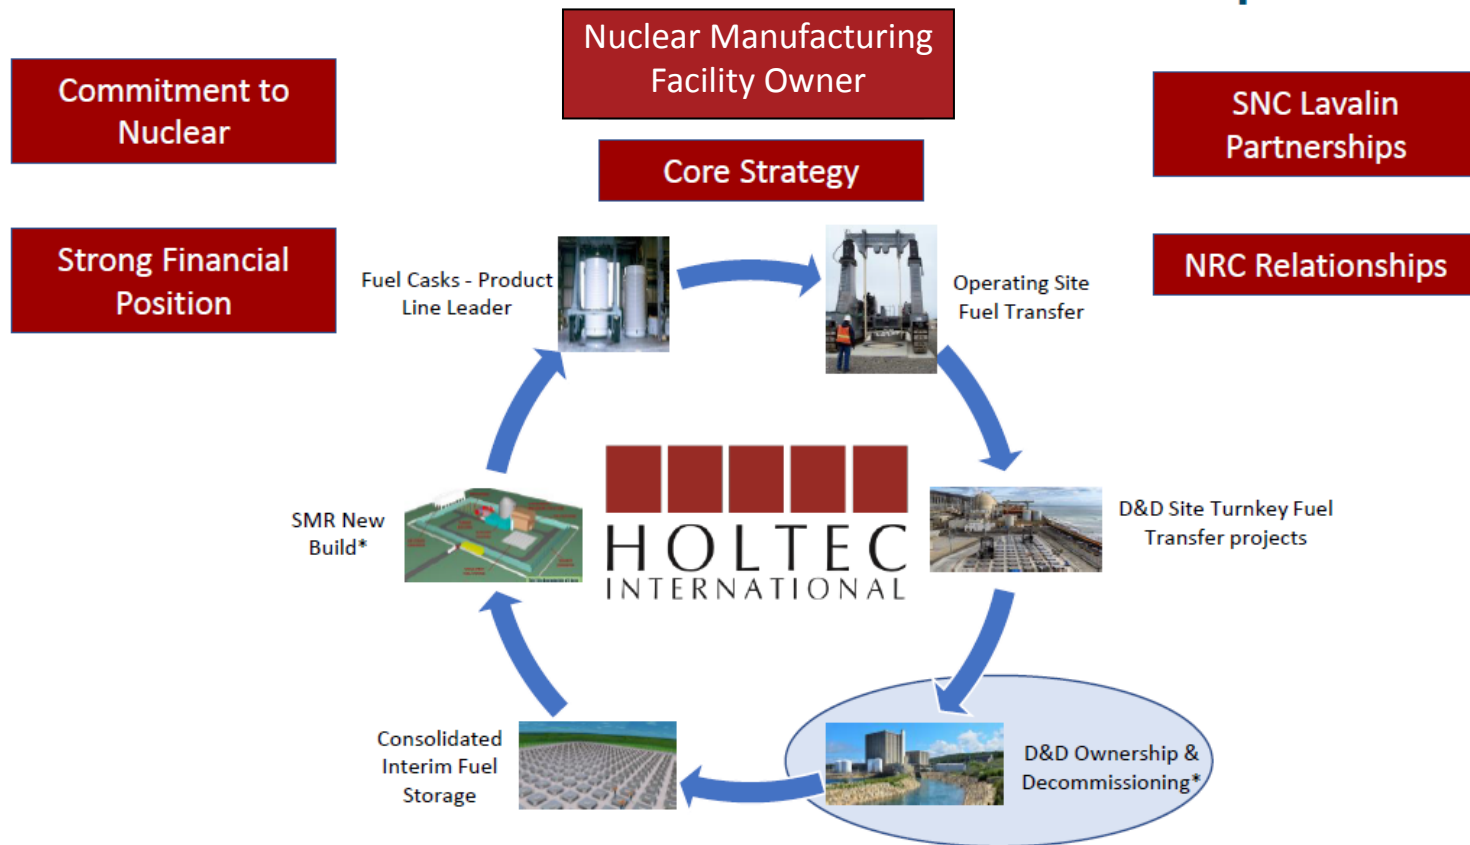 Nuclear Manufacturing
Facility Owner
Commitment to
Nuclear
SNC Lavalin
Partnerships
Core Strategy
Strong Financial
Position
NRC Relationships
Fuel Casks - Product
Line Leader
Operating Site
Fuel Transfer
SMR New
Build*
HOLTEC
INTERNATIONAL
D&D Site Turnkey Fuel
Transfer projects
Consolidated
Interim Fuel
Storage
D&D Ownership &
Decommissioning*